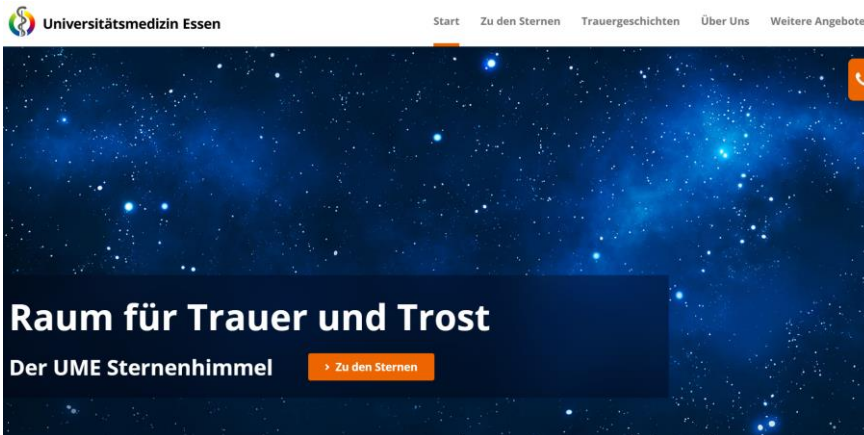 Universitätsmedizin Essen
Start Zu den Sternen Trauergeschichten Über Uns Weitere Angebote
Raum für Trauer und Trost
Der UME Sternenhimmel
> Zu den Sternen